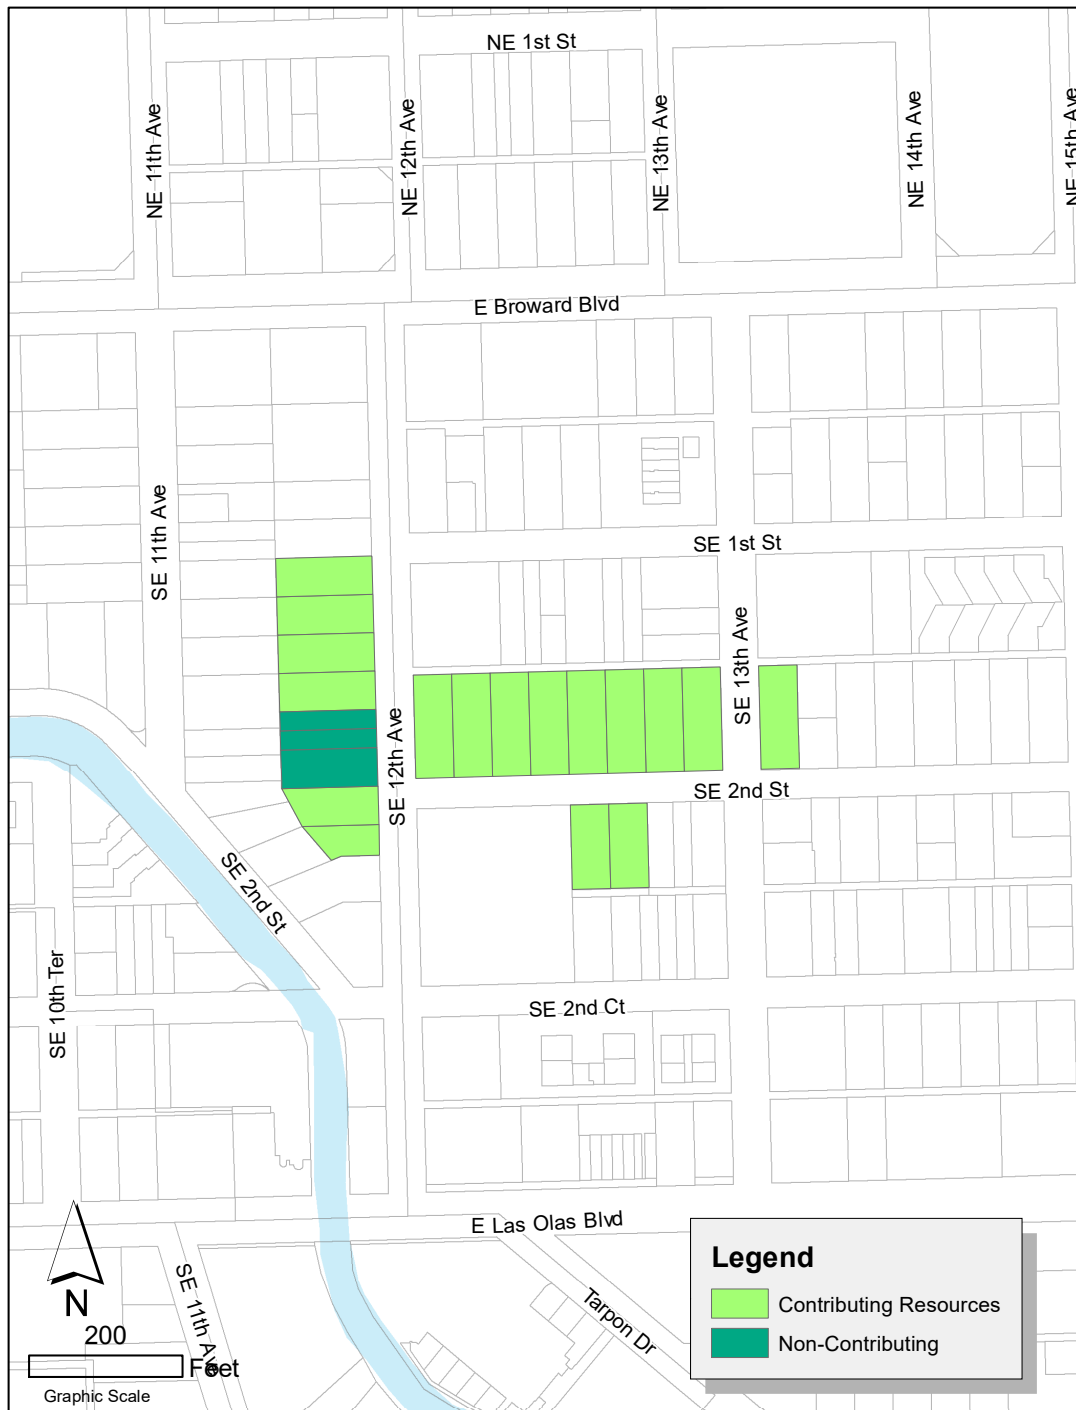 NE 1st St
NE 11th Ave
NE 12th Ave
NE 13th Ave
NE 14th Ave
NE 15th Ave
E Broward Blvd
SE 11th Ave
SE 1st St
SE 13th Ave
SE 12th Ave
SE 2nd St
SE 2nd St
SE 10th Ter
SE 2nd Ct
E Las Olas Blvd
SE 11th Ave
Tarpon Dr
Legend
Contributing Resources
Non-Contributing
N
200
Feet
Graphic Scale